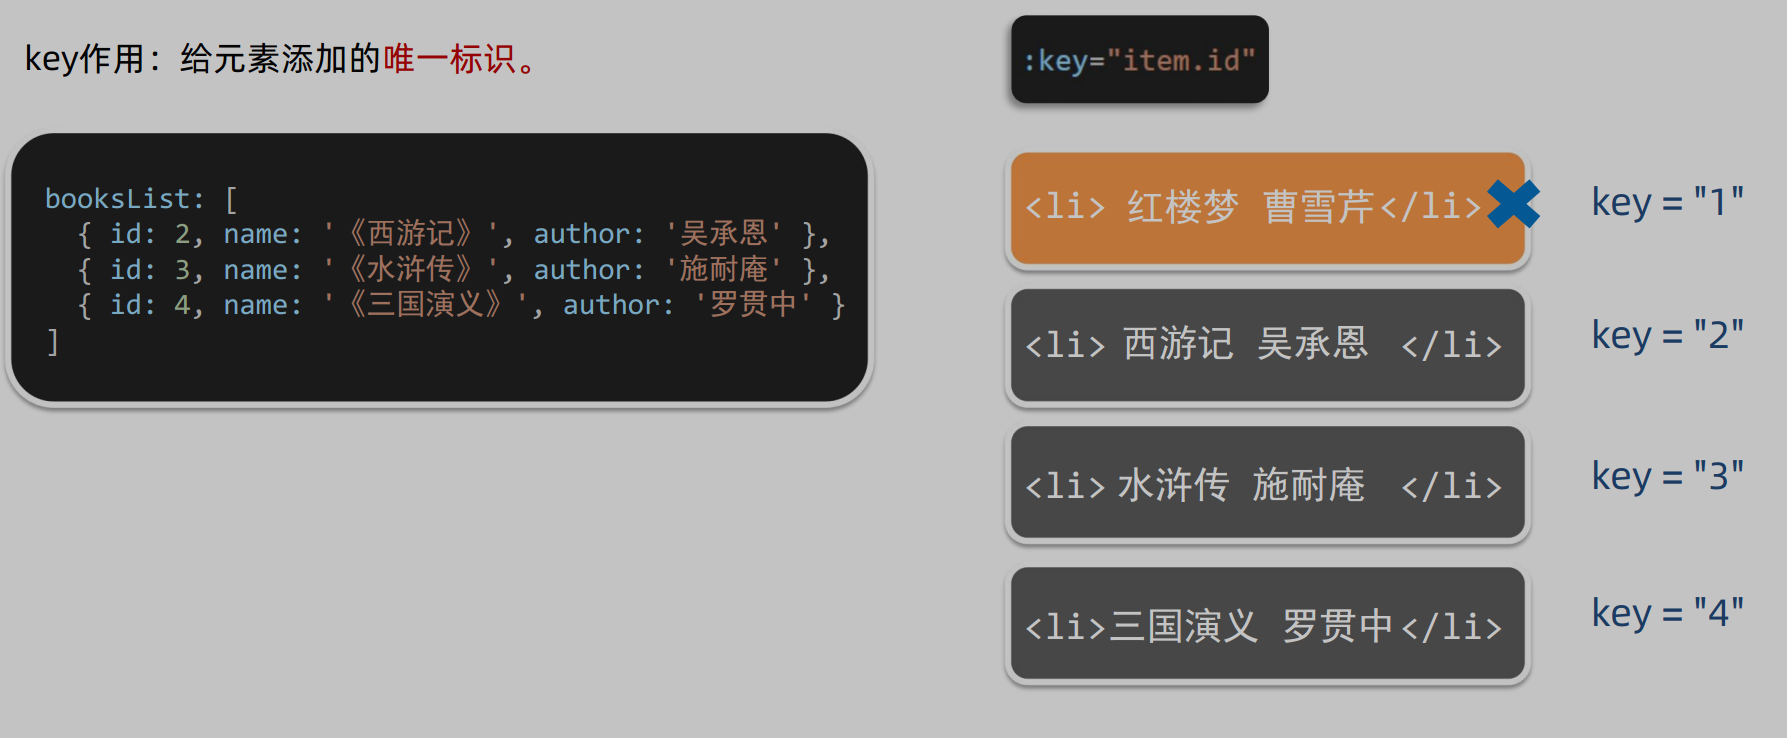 key作用：给元素添加的唯一标识。
booksList: [
{ id: 2, name: '《西游记》', author: '吴承恩' },
{ id: 3, name: '《水浒传》', author: '施耐庵' },
{ id: 4, name: '《三国演义》', author: '罗贯中' }
]
:key="item.id"
<li> 红楼梦 曹雪芹</li> key = "1"
<li> 西游记 吴承恩 </li> key = "2"
<li> 水浒传 施耐庵 </li> key = "3"
<li>三国演义 罗贯中</li> key = "4"